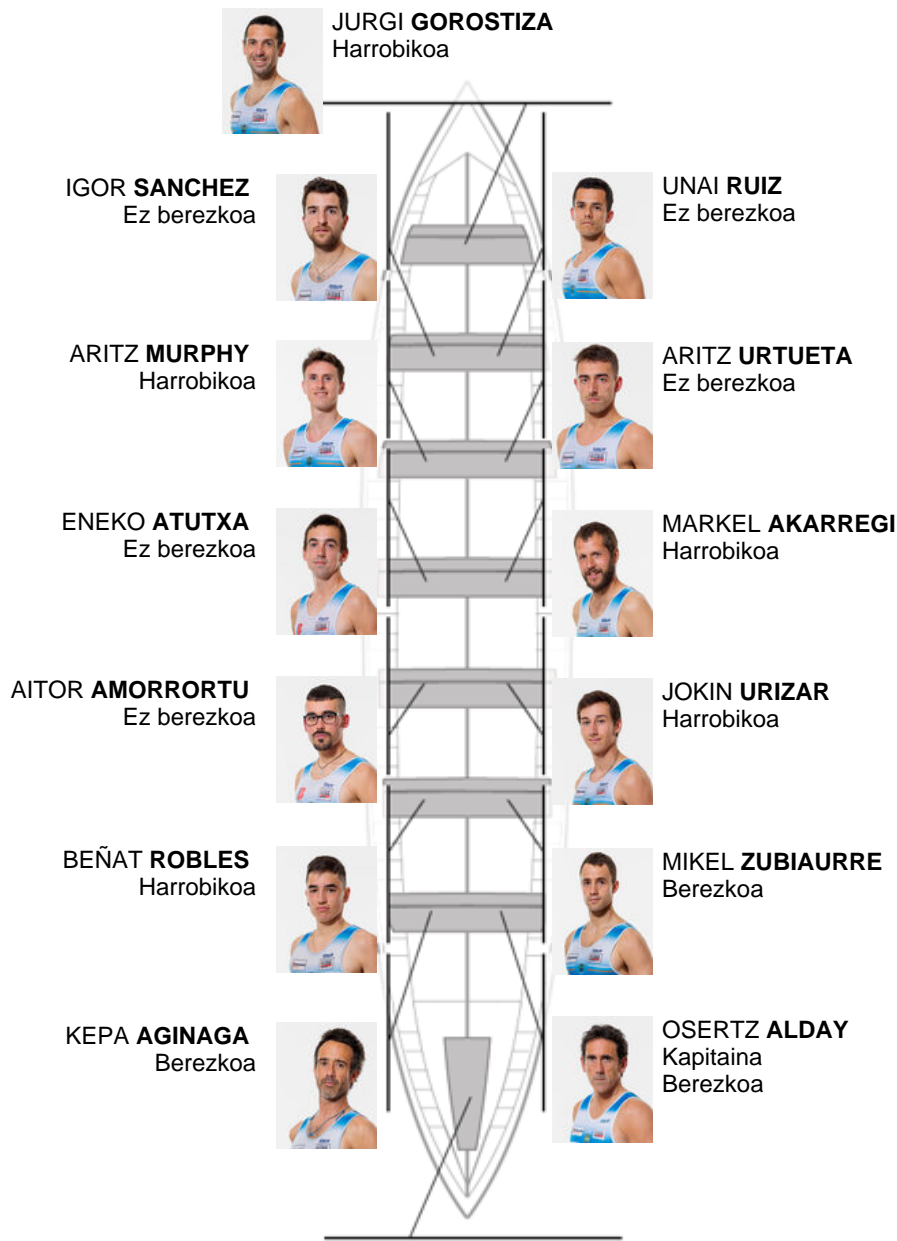 JURGI GOROSTIZA
Harrobikoa
IGOR SANCHEZ
Ez berezkoa
UNAI RUIZ
Ez berezkoa
ARITZ MURPHY
Harrobikoa
ARITZ URTUETA
Ez berezkoa
ENEKO ATUTXA
Ez berezkoa
MARKEL AKARREGI
Harrobikoa
AITOR AMORRORTU
Ez berezkoa
JOKIN URIZAR
Harrobikoa
BEÑAT ROBLES
Harrobikoa
MIKEL ZUBIAURRE
Berezkoa
KEPA AGINAGA
Berezkoa
OSERTZ ALDAY
Kapitaina
Berezkoa